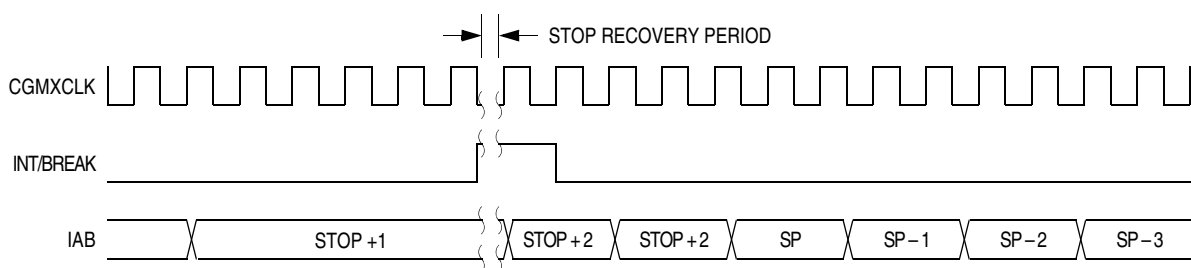 STOP RECOVERY PERIOD
CGMXCLK
INT/BREAK
IAB STOP +1 STOP + 2 STOP + 2 SP SP – 1 SP – 2 SP – 3